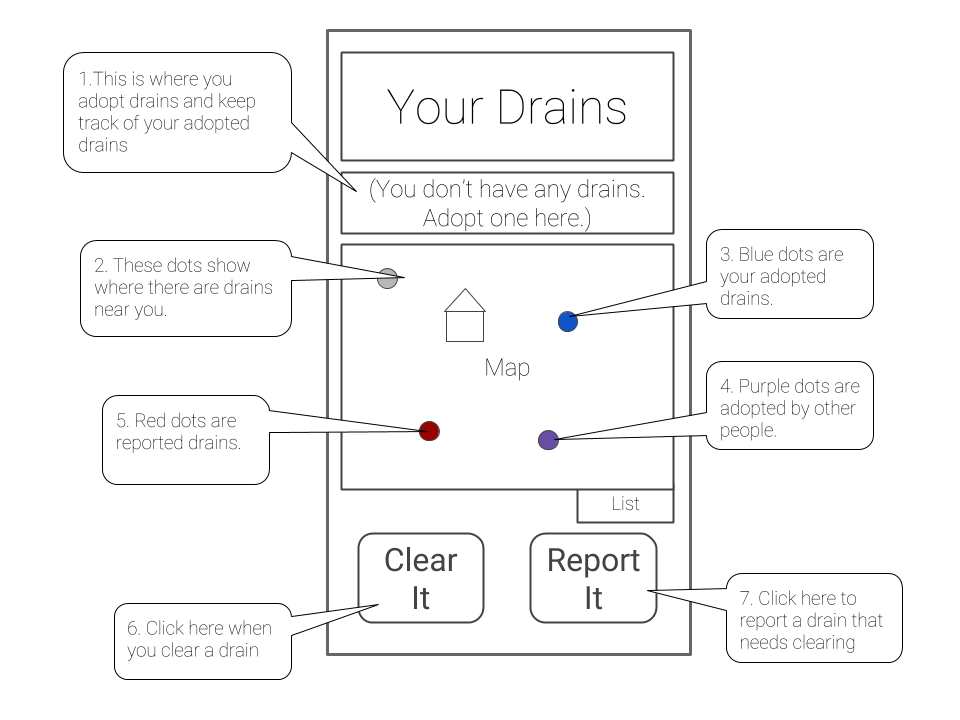 1.This is where you
adopt drains and keep
track of your adopted
drains
Your Drains
(You don't have any drains.
Adopt one here.)
2. These dots show
where there are drains
near you.
3. Blue dots are
your adopted
drains.
Map
4. Purple dots are
adopted by other
people.
5. Red dots are
reported drains.
List
Clear
It
Report
It
6. Click here when
you clear a drain
7. Click here to
report a drain that
needs clearing